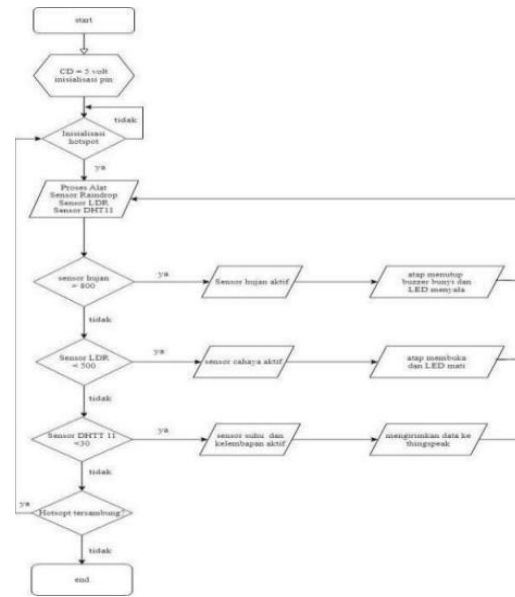 start
CD = 5 volt
inisialisasi pin
tidak
Inisialisasi
hotspot
ya
Proses Alat
Sensor Raindrop
Sensor LDR
Sensor DHT11
sensor hujan
= 800
ya
Sensor hujan aktif
atap menutup
buzzer bunyi dan
LED menyala
tidak
Sensor LDR
< 500
ya
sensor cahaya aktif
atap membuka
dan LED mati
tidak
Sensor DHTT 11
<30
ya
sensor suhu dan
kelembapan aktif
mengirimkan data ke
thingspeak
tidak
ya
Hotsopt tersambung?
tidak
end